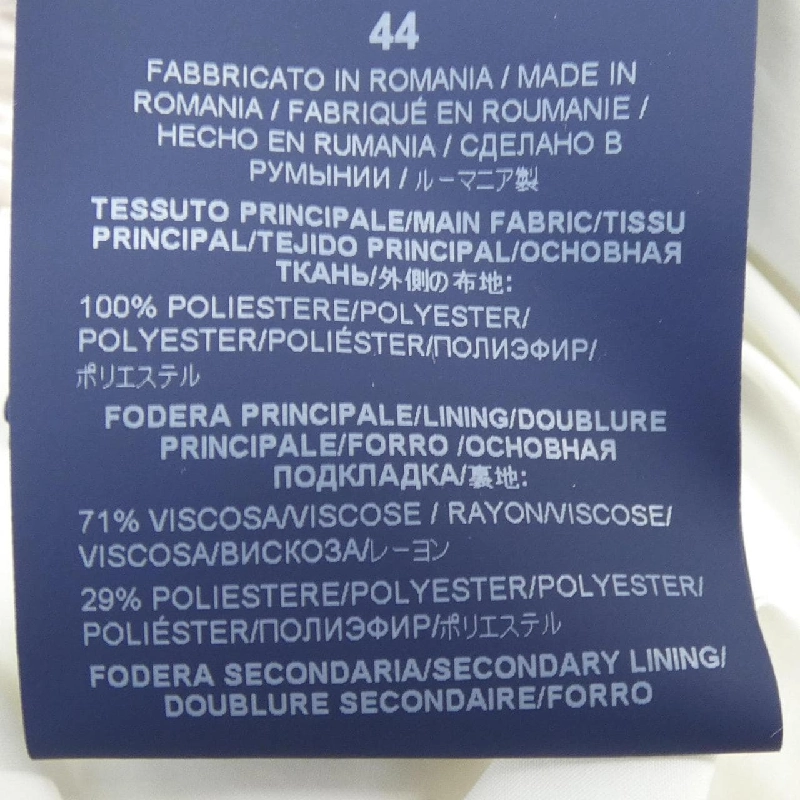 44
FABBRICATO IN ROMANIA / MADE IN
ROMANIA / FABRIQUÉ EN ROUMANIE /
HECHO EN RUMANIA / СДЕЛАНО В
РУМЫНИИ / ルーマニア製
TESSUTO PRINCIPALE/MAIN FABRIC/TISSU
PRINCIPAL/TEJIDO PRINCIPAL/ОСНОВНАЯ
ТКАНЬ/外側の布地:
100% POLIESTERE/POLYESTER/
POLYESTER/POLIÉSTER/ПОЛИЭФИР/
ポリエステル
FODERA PRINCIPALE/LINING/DOUBLURE
PRINCIPALE/FORRO /ОСНОВНАЯ
ПОДКЛАДКА/裏地:
71% VISCOSA/VISCOSE / RAYON/VISCOSE/
VISCOSA/ВИСКОЗА/レーヨン
29% POLIESTERE/POLYESTER/POLYESTER/
POLIÉSTER/ПОЛИЭФИР/ポリエステル
FODERA SECONDARIA/SECONDARY LINING/
DOUBLURE SECONDAIRE/FORRO